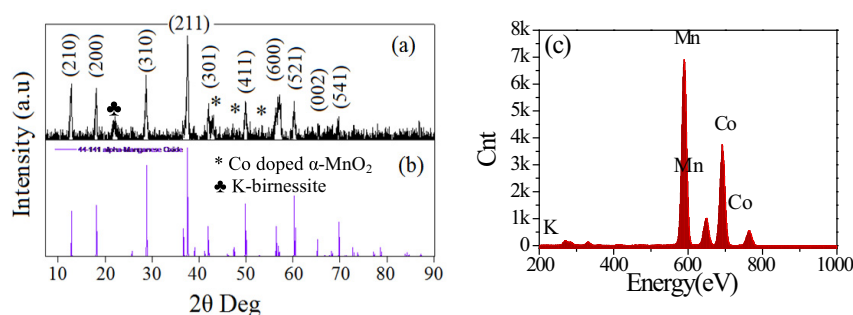 (a)
Intensity (a.u)
(210)
(200)
(310)
(211)
(301)
(411)
(600)
(521)
(002)
(541)
♣
*
*
*
(b)
44-141 alpha-Manganese Oxide
* Co doped α-MnO₂
♣ K-birnessite
10 20 30 40 50 60 70 80 90
2θ Deg
(c)
Cnt
8k
7k
6k
5k
4k
3k
2k
1k
0
Mn
Co
Mn
Co
K
200 400 600 800 1000
Energy(eV)